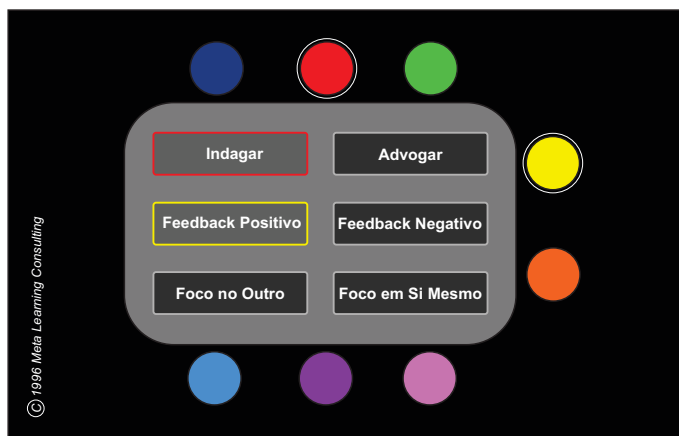 Indagar
Advogar
Feedback Positivo
Feedback Negativo
Foco no Outro
Foco em Si Mesmo
© 1996 Meta Learning Consulting